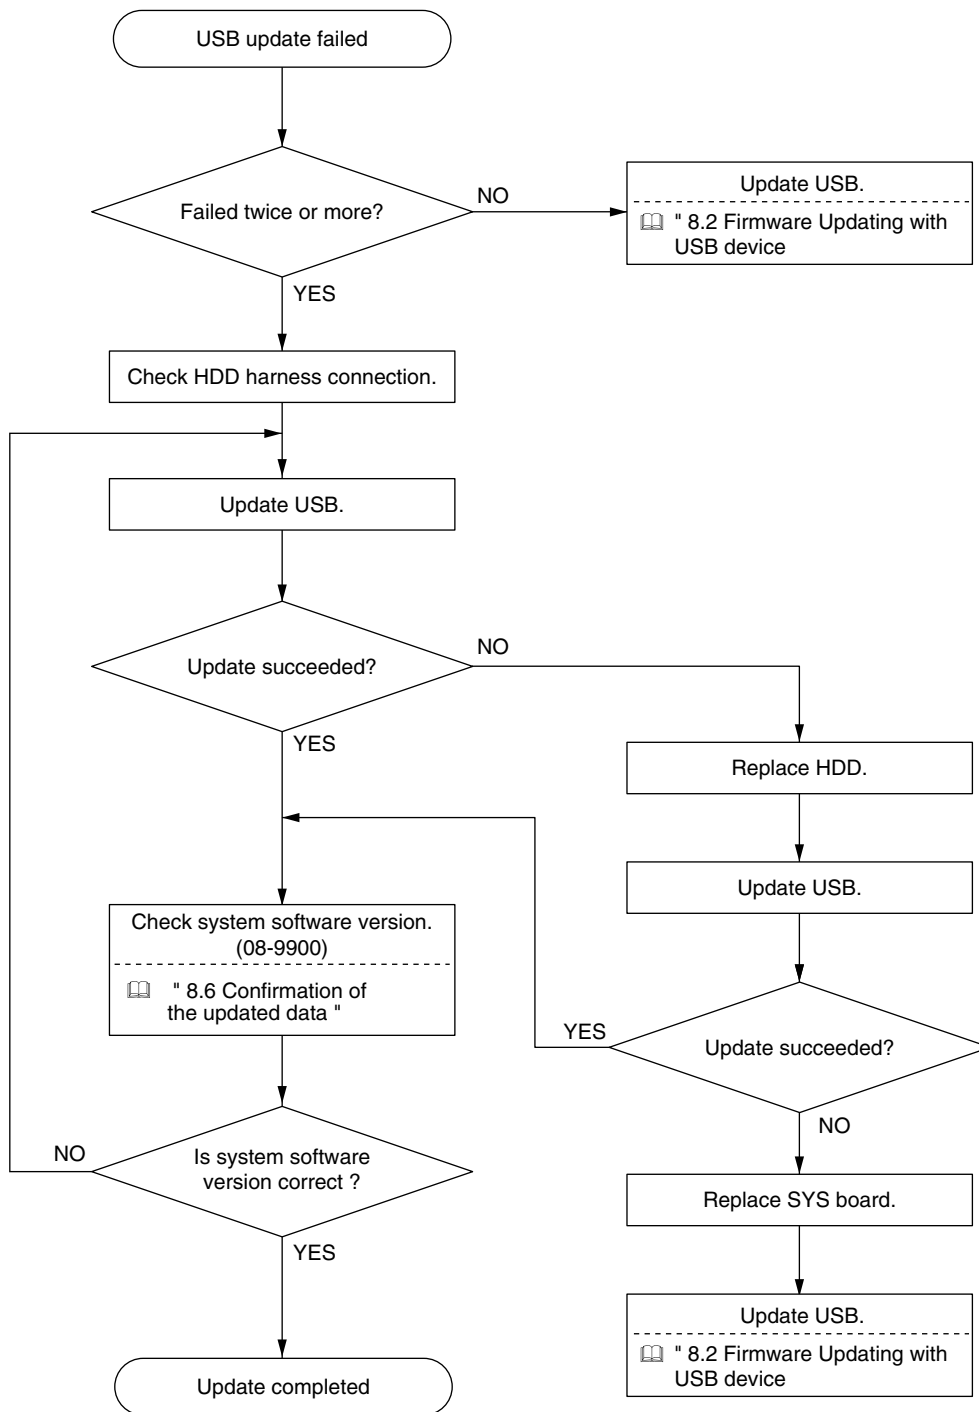 USB update failed
Failed twice or more?
NO
Update USB.
" 8.2 Firmware Updating with
USB device
YES
Check HDD harness connection.
Update USB.
Update succeeded?
NO
YES
Replace HDD.
Update USB.
Check system software version.
(08-9900)
" 8.6 Confirmation of
the updated data "
YES
Update succeeded?
NO
NO
Is system software
version correct ?
Replace SYS board.
YES
Update USB.
" 8.2 Firmware Updating with
USB device
Update completed